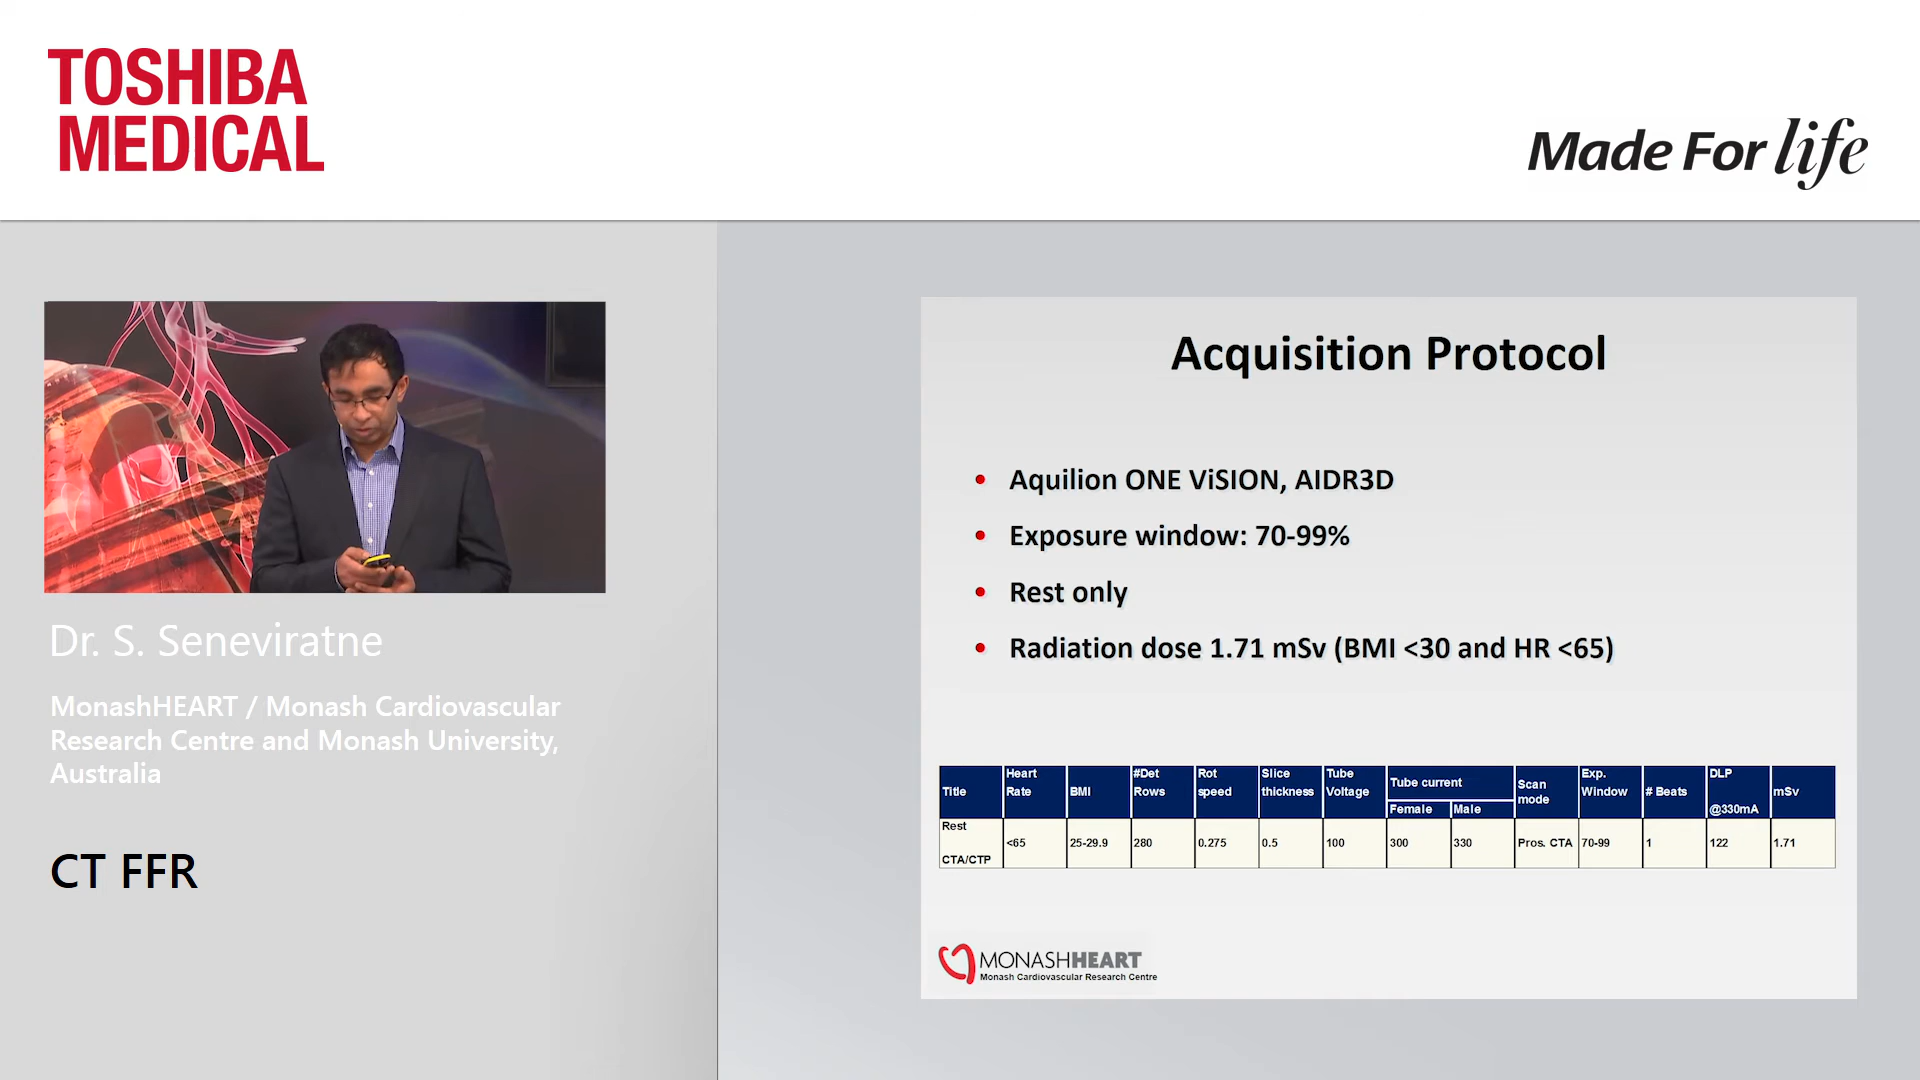 TOSHIBA
MEDICAL
Made For life
Dr. S. Seneviratne
MonashHEART / Monash Cardiovascular
Research Centre and Monash University,
Australia
CT FFR
Acquisition Protocol
• Aquilion ONE ViSION, AIDR3D
• Exposure window: 70-99%
• Rest only
• Radiation dose 1.71 mSv (BMI <30 and HR <65)
Title Heart Rate BMI #Det Rows Rot speed Slice thickness Tube Voltage Tube current Female Male Scan mode Exp. Window # Beats DLP @330mA mSv
Rest CTA/CTP <65 25-29.9 280 0.275 0.5 100 300 330 Pros. CTA 70-99 1 122 1.71
MONASHHEART
Monash Cardiovascular Research Centre